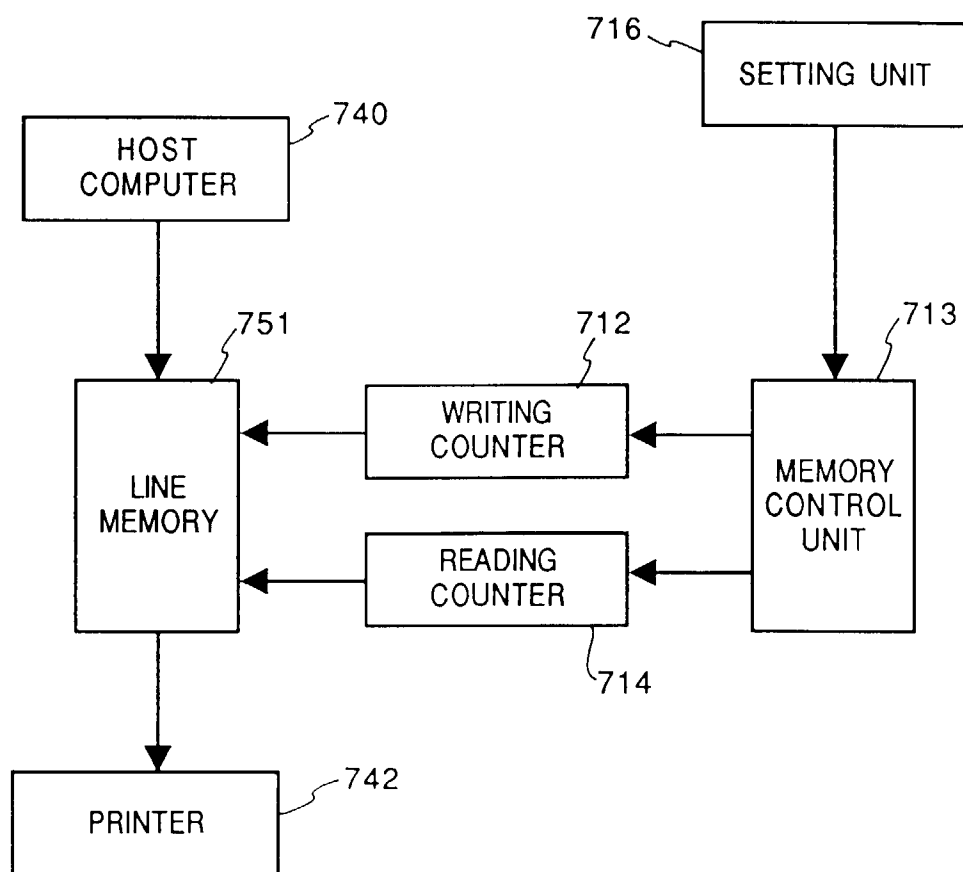 716
SETTING UNIT
740
HOST
COMPUTER
751
712
713
WRITING
COUNTER
LINE
MEMORY
MEMORY
CONTROL
UNIT
READING
COUNTER
714
742
PRINTER